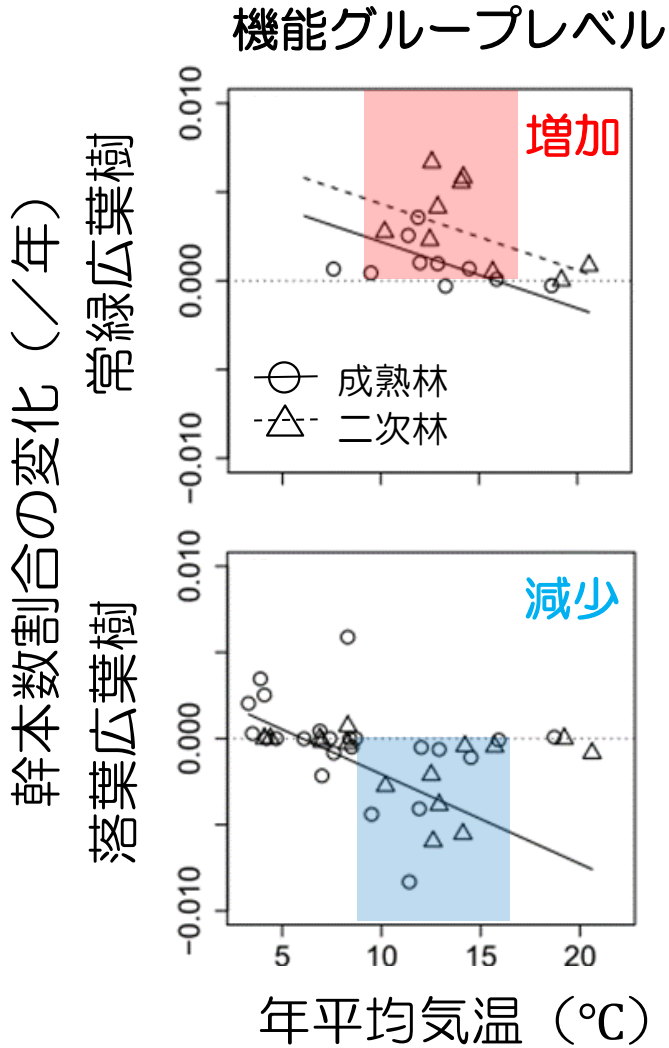 機能グループレベル
幹本数割合の変化（／年）
常緑広葉樹
0.010
0.000
−0.010
増加
成熟林
二次林
落葉広葉樹
0.010
0.000
−0.010
減少
5 10 15 20
年平均気温（℃）